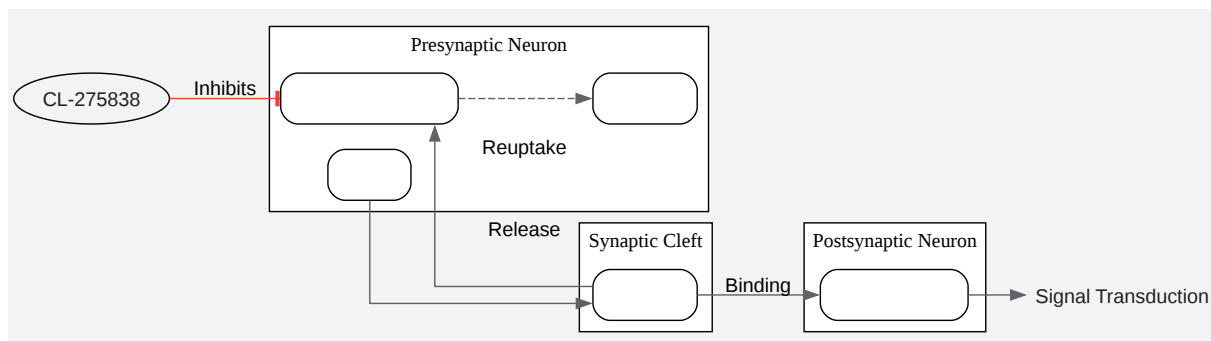 Presynaptic Neuron
CL-275838
Inhibits
Reuptake
Release
Synaptic Cleft
Postsynaptic Neuron
Binding
Signal Transduction